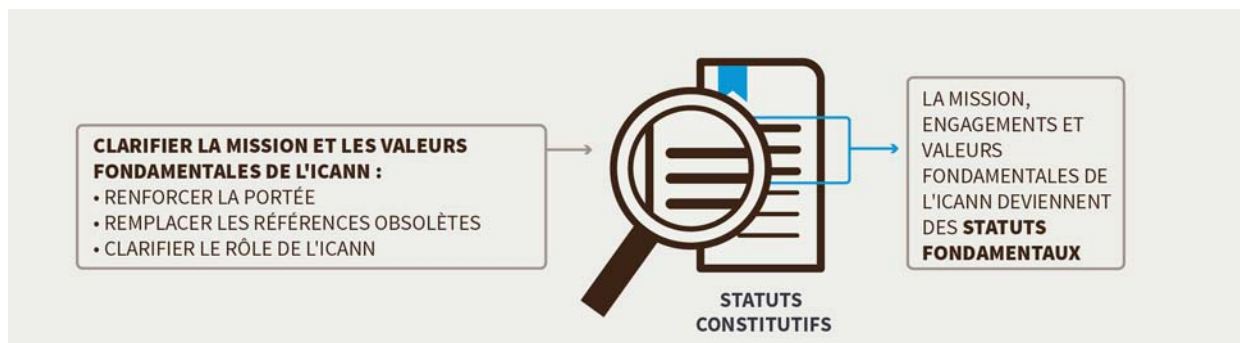 CLARIFIER LA MISSION ET LES VALEURS
FONDAMENTALES DE L'ICANN :
• RENFORCER LA PORTÉE
• REMPLACER LES RÉFÉRENCES OBSOLÈTES
• CLARIFIER LE RÔLE DE L'ICANN
STATUTS
CONSTITUTIFS
LA MISSION,
ENGAGEMENTS ET
VALEURS
FONDAMENTALES DE
L'ICANN DEVIENNENT
DES STATUTS
FONDAMENTAUX